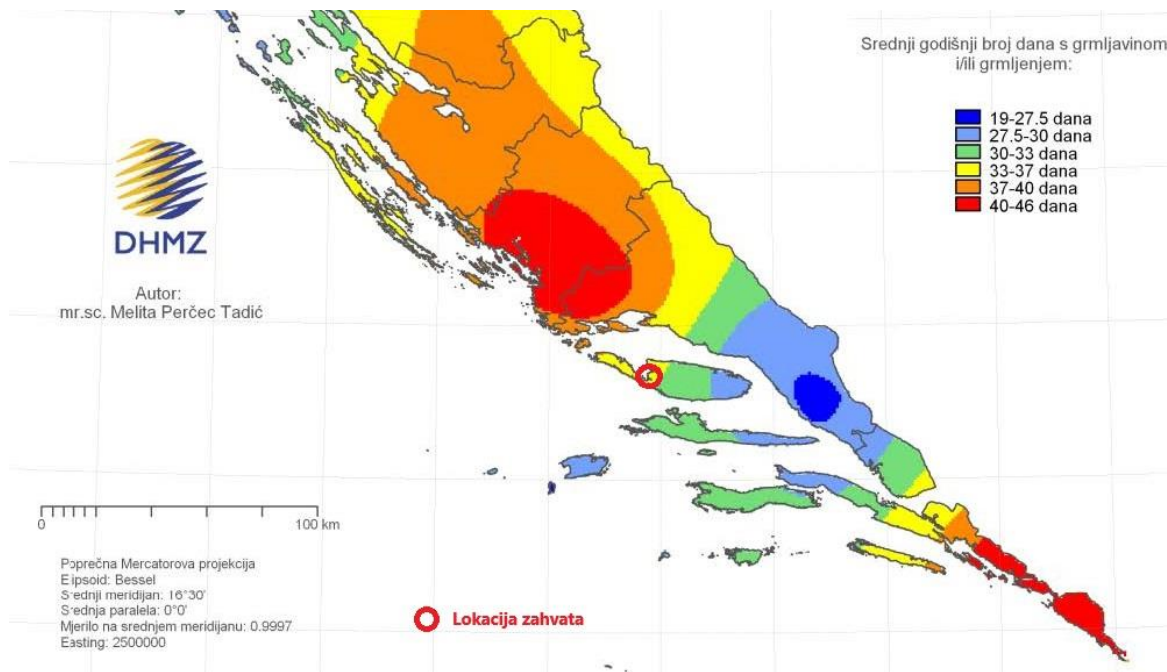 Srednji godišnji broj dana s grmljavinom
i/ili grmljenjem:
19-27.5 dana
27.5-30 dana
30-33 dana
33-37 dana
37-40 dana
40-46 dana
DHMZ
Autor:
mr.sc. Melita Perčec Tadić
0
100 km
Poprečna Mercatorova projekcija
Elipsoid: Bessel
Srednji meridijan: 16°30'
Srednja paralela: 0°0'
Mjerilo na srednjem meridijanu: 0.9997
Easting: 2500000
Lokacija zahvata